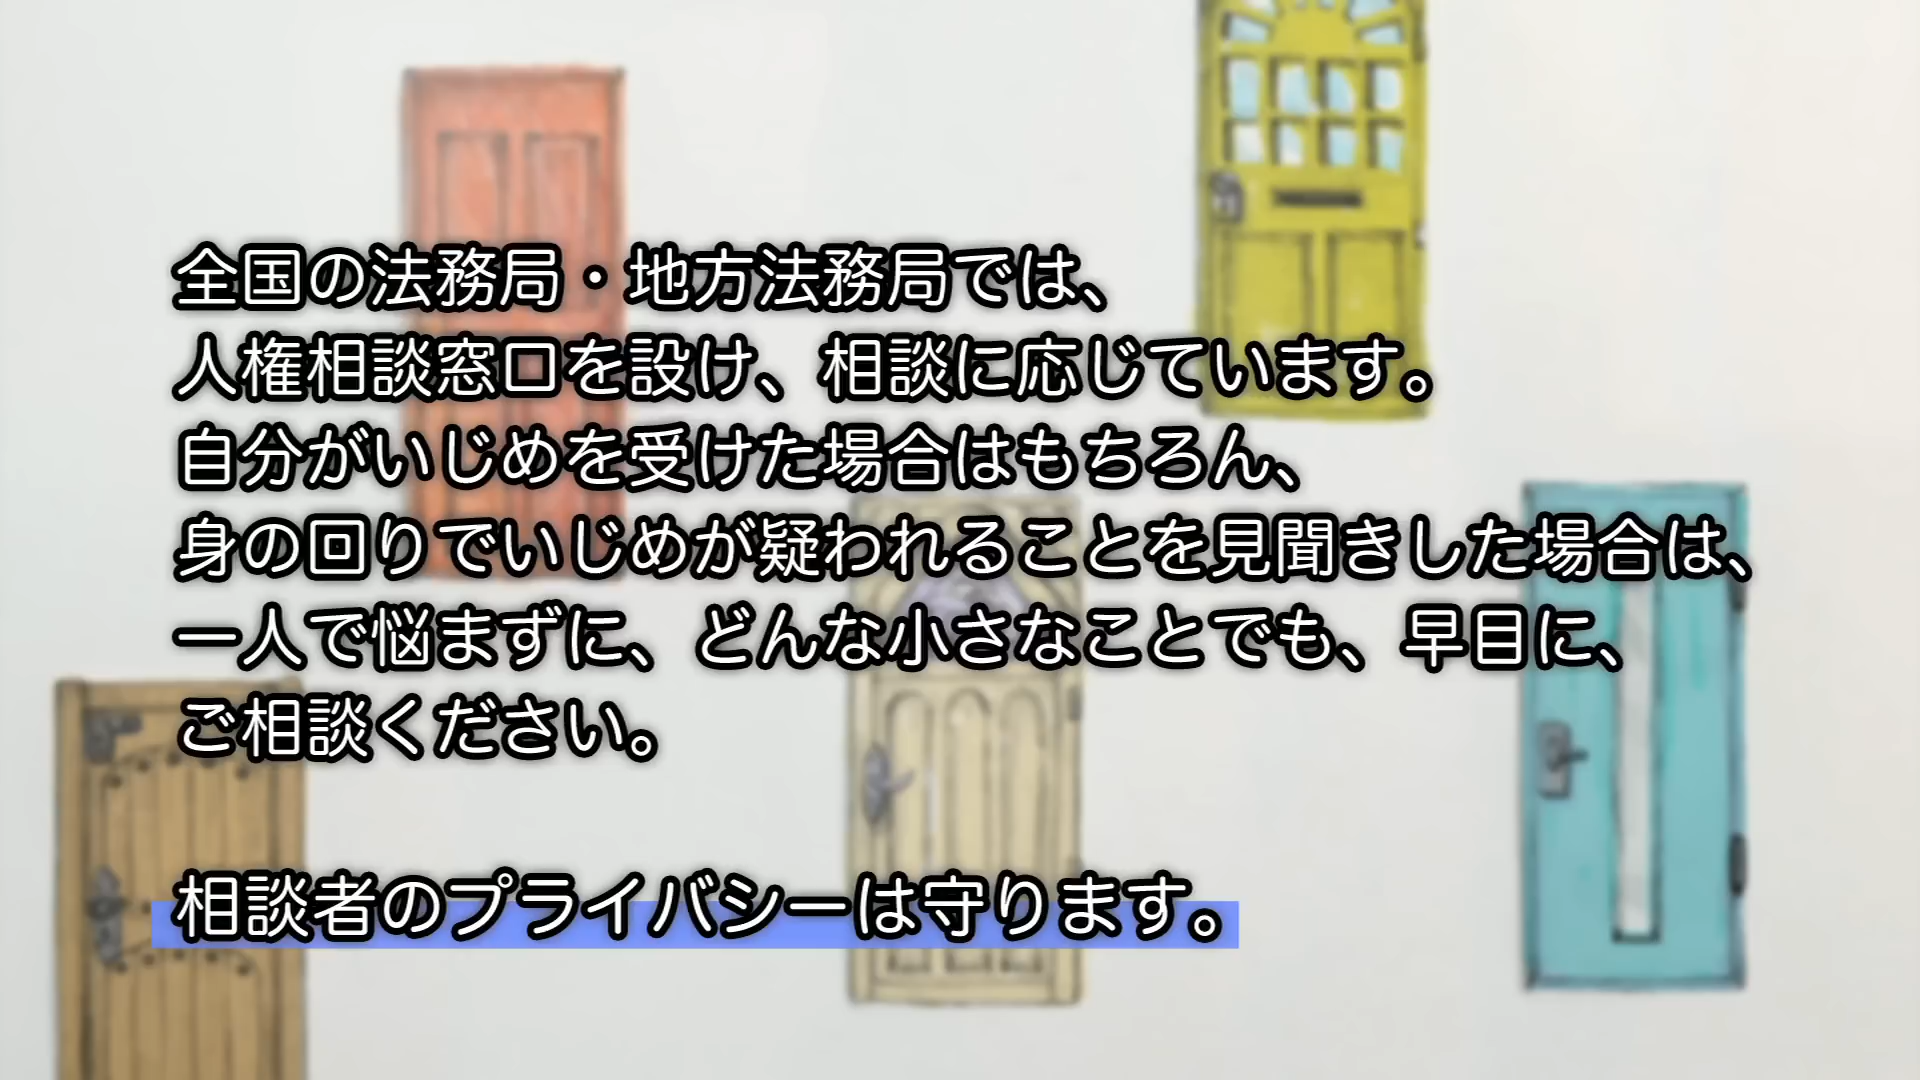 全国の法務局・地方法務局では、
人権相談窓口を設け、相談に応じています。
自分がいじめを受けた場合はもちろん、
身の回りでいじめが疑われることを見聞きした場合は、
一人で悩まずに、どんな小さなことでも、早目に、
ご相談ください。
相談者のプライバシーは守ります。